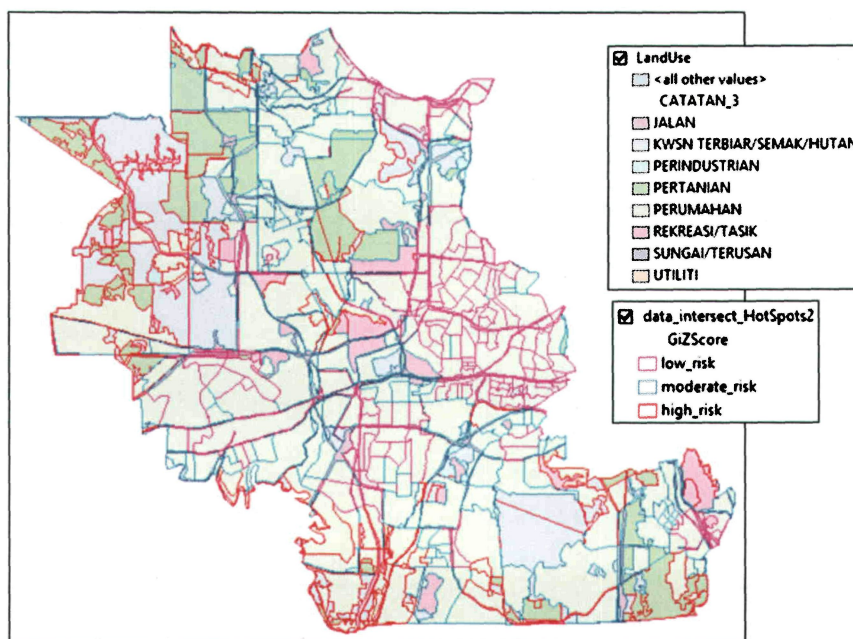 LandUse
<all other values>
CATATAN_3
JALAN
KWSN TERBIAR/SEMAK/HUTAN
PERINDUSTRIAN
PERTANIAN
PERUMAHAN
REKREASI/TASIK
SUNGAI/TERUSAN
UTILITI
data_intersect_HotSpots2
GiZScore
low_risk
moderate_risk
high_risk